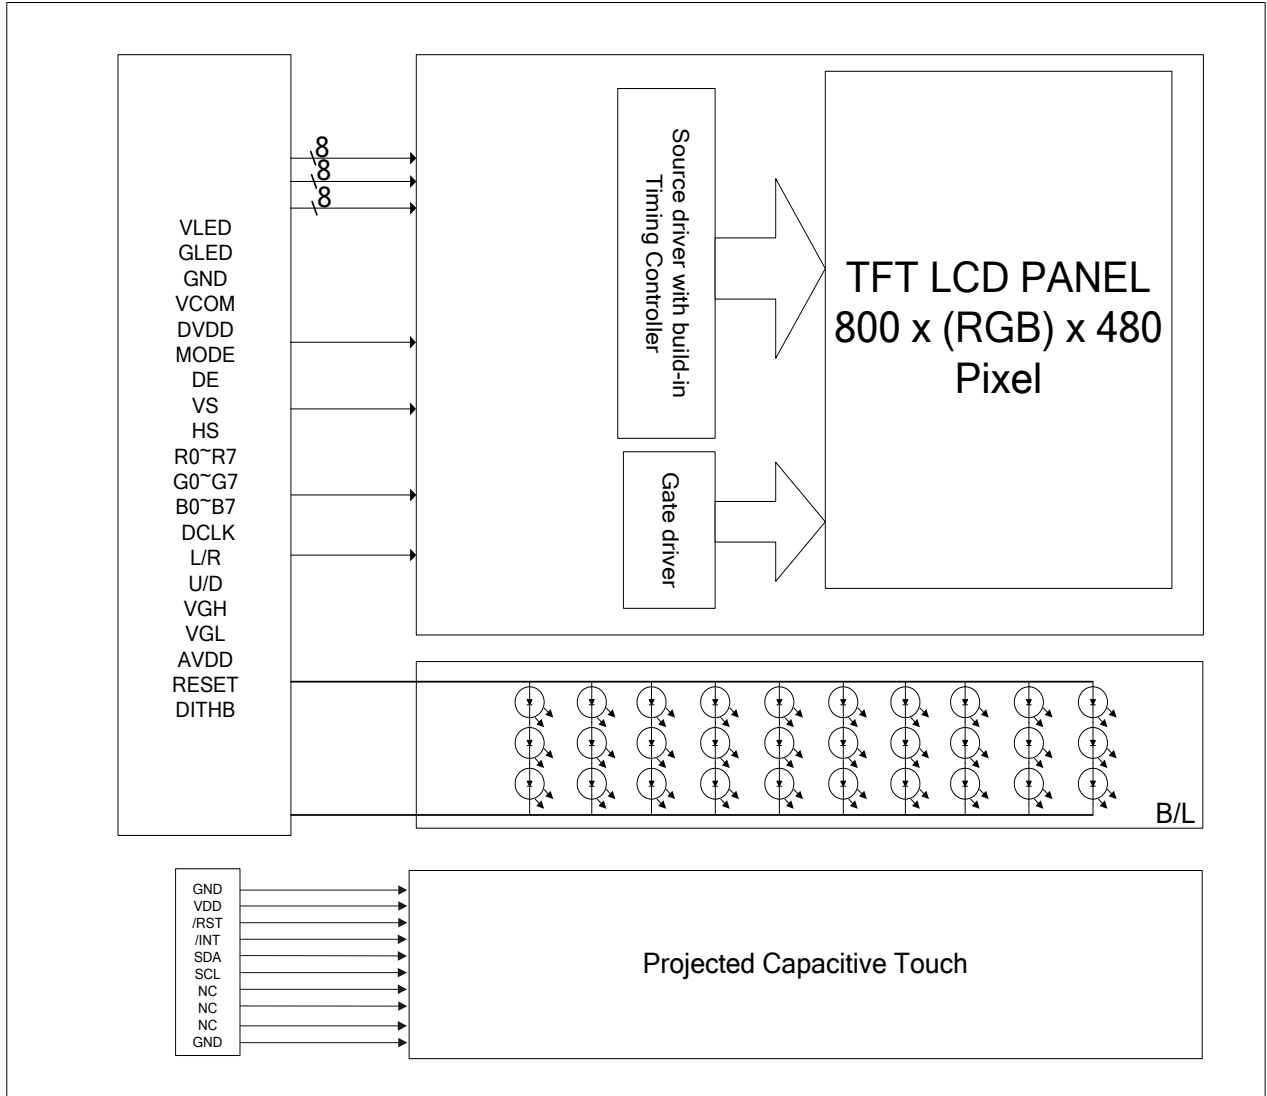 8
8
8
VLED
GLED
GND
VCOM
DVDD
MODE
DE
VS
HS
R0~R7
G0~G7
B0~B7
DCLK
L/R
U/D
VGH
VGL
AVDD
RESET
DITHB
Source driver with build-in
Timing Controller
Gate driver
TFT LCD PANEL
800 x (RGB) x 480
Pixel
B/L
GND
VDD
/RST
/INT
SDA
SCL
NC
NC
NC
GND
Projected Capacitive Touch